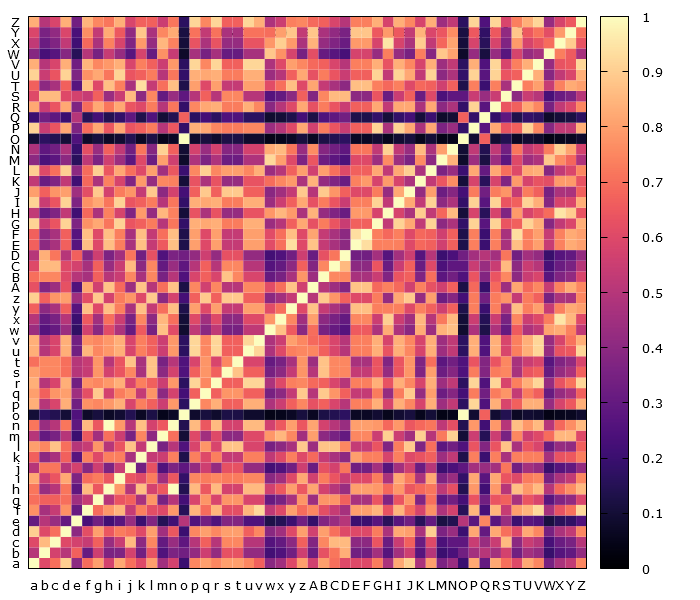 Z
Y
X
W
V
U
T
S
R
Q
P
O
N
M
L
K
J
I
H
G
F
E
D
C
B
A
z
y
x
w
v
u
t
s
r
q
p
o
n
m
l
k
j
i
h
g
f
e
d
c
b
a
a b c d e f g h i j k l m n o p q r s t u v w x y z A B C D E F G H I J K L M N O P Q R S T U V W X Y Z
1
0.9
0.8
0.7
0.6
0.5
0.4
0.3
0.2
0.1
0